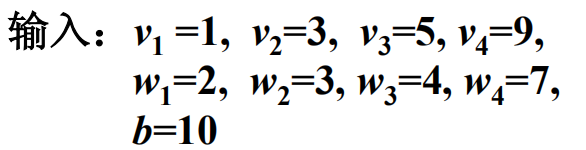 输入：v₁ =1, v₂=3, v₃=5, v₄=9,
w₁=2, w₂=3, w₃=4, w₄=7,
b=10